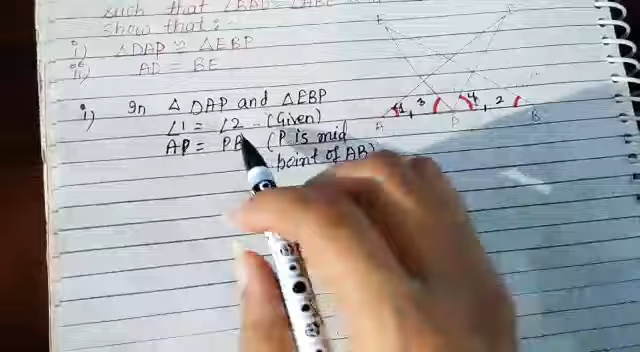 such that ∠BAD = ∠ABE
show that:
i) △DAP ≅ △EBP
ii) AD = BE
E
i) In △ DAP and △EBP
∠1 = ∠2 (Given)
AP = PB (P is mid
point of AB)
1 3 4 2
A P B